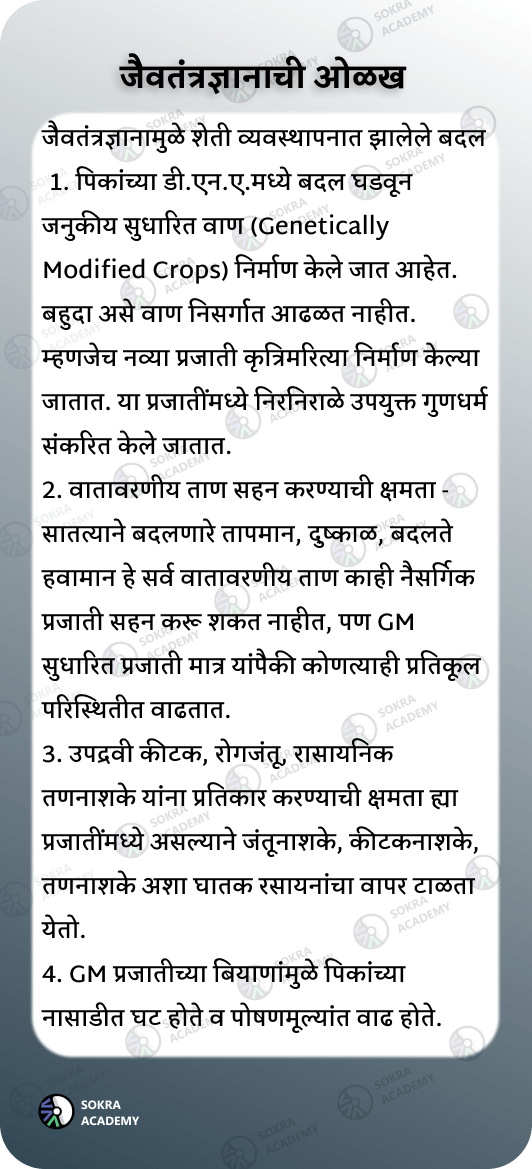 जैवतंत्रज्ञानाची ओळख
जैवतंत्रज्ञानामुळे शेती व्यवस्थापनात झालेले बदल
1. पिकांच्या डी.एन.ए.मध्ये बदल घडवून
जनुकीय सुधारित वाण (Genetically
Modified Crops) निर्माण केले जात आहेत.
बहुदा असे वाण निसर्गात आढळत नाहीत.
म्हणजेच नव्या प्रजाती कृत्रिमरित्या निर्माण केल्या
जातात. या प्रजातींमध्ये निरनिराळे उपयुक्त गुणधर्म
संकरित केले जातात.
2. वातावरणीय ताण सहन करण्याची क्षमता -
सातत्याने बदलणारे तापमान, दुष्काळ, बदलते
हवामान हे सर्व वातावरणीय ताण काही नैसर्गिक
प्रजाती सहन करू शकत नाहीत, पण GM
सुधारित प्रजाती मात्र यांपैकी कोणत्याही प्रतिकूल
परिस्थितीत वाढतात.
3. उपद्रवी कीटक, रोगजंतू, रासायनिक
तणनाशके यांना प्रतिकार करण्याची क्षमता ह्या
प्रजातींमध्ये असल्याने जंतूनाशके, कीटकनाशके,
तणनाशके अशा घातक रसायनांचा वापर टाळता
येतो.
4. GM प्रजातीच्या बियाणांमुळे पिकांच्या
नासाडीत घट होते व पोषणमूल्यांत वाढ होते.
SOKRA
ACADEMY